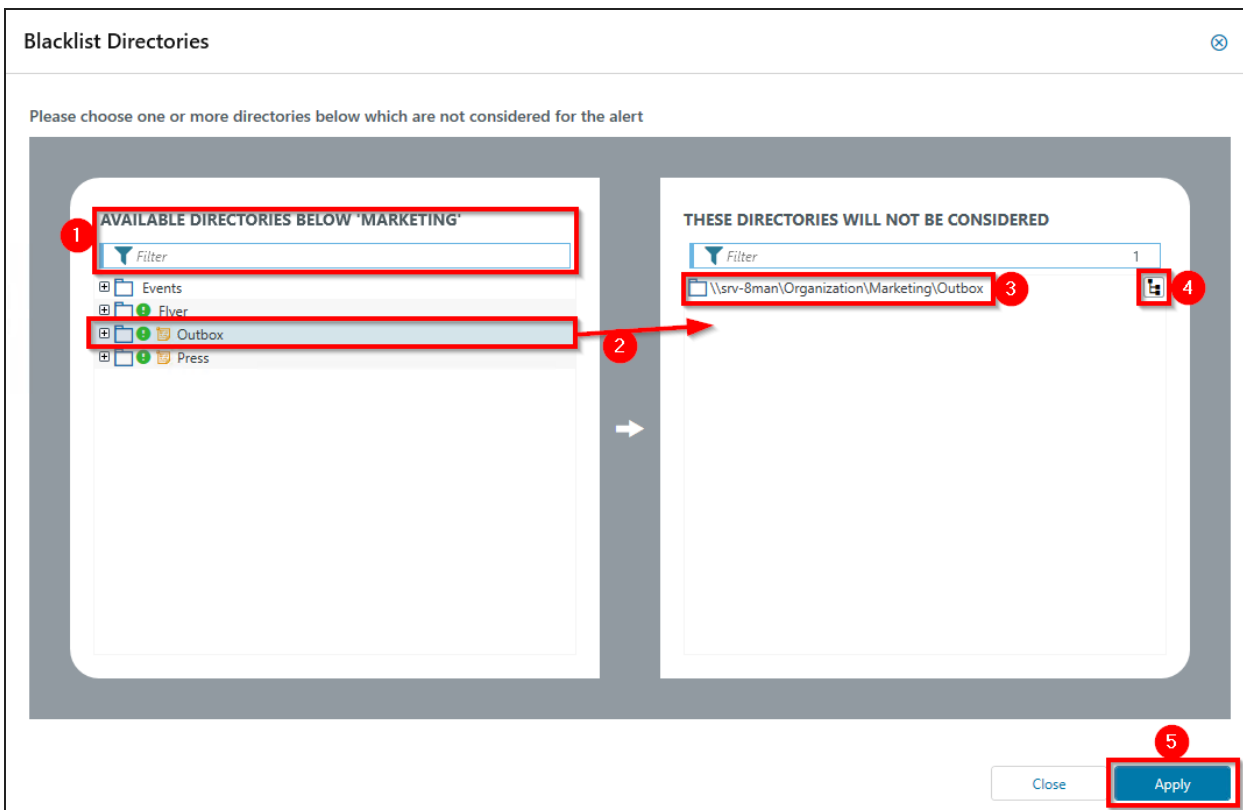 Blacklist Directories
Please choose one or more directories below which are not considered for the alert
AVAILABLE DIRECTORIES BELOW 'MARKETING'
1
Filter
Events
Flyer
Outbox
2
Press
THESE DIRECTORIES WILL NOT BE CONSIDERED
Filter 1
\\srv-8man\Organization\Marketing\Outbox 3
4
5
Close
Apply